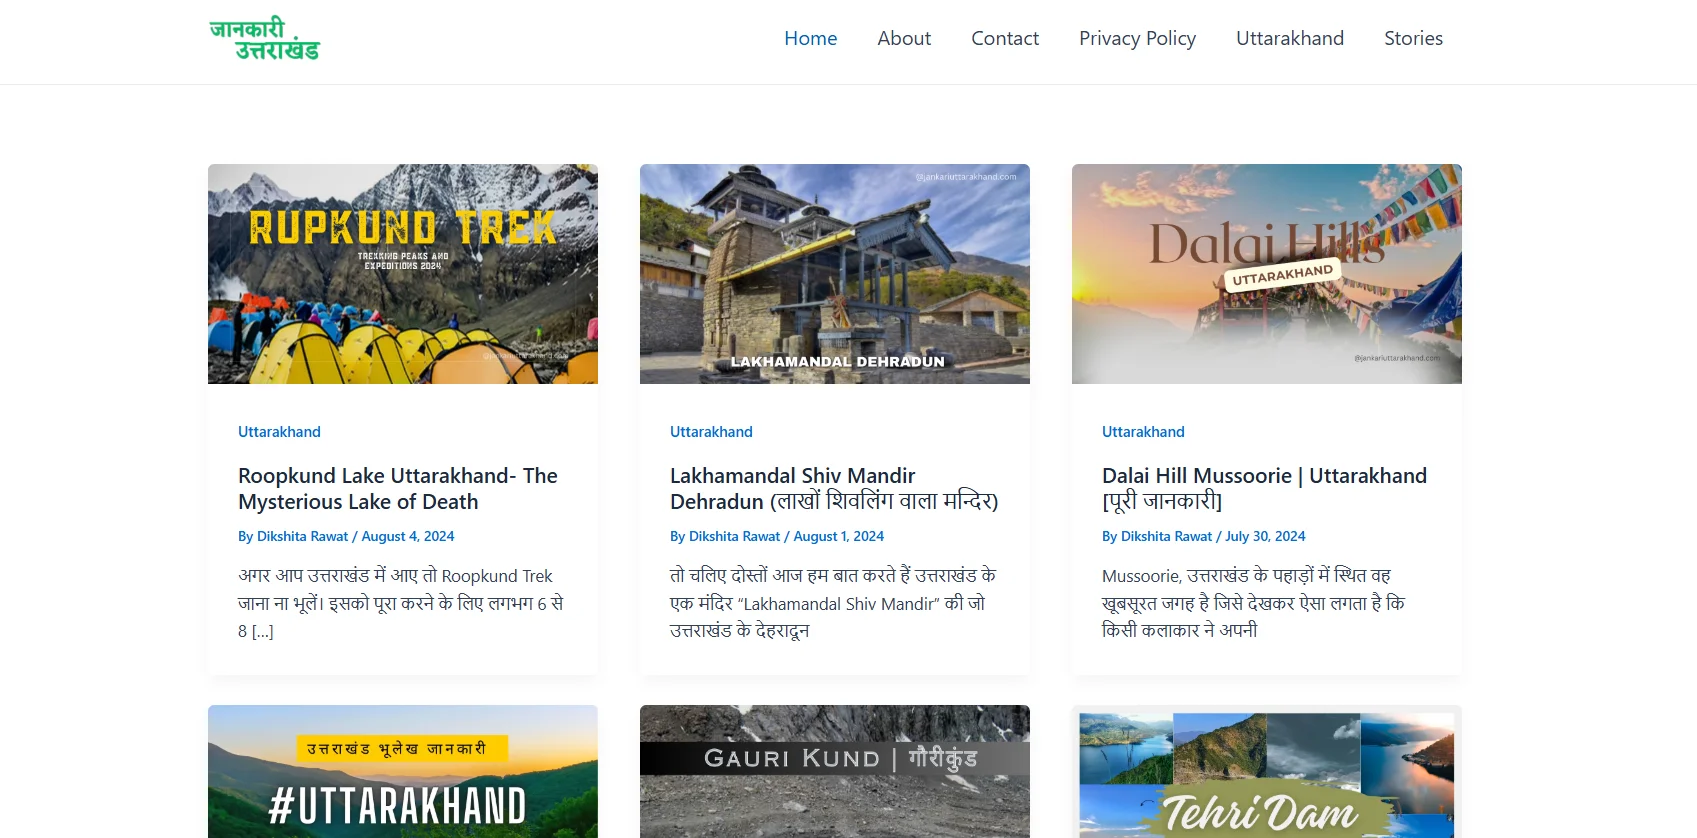 जानकारी
उत्तराखंड
Home
About
Contact
Privacy Policy
Uttarakhand
Stories
RUPKUND TREK
TREKKING PEAKS AND
EXPEDITIONS 2024
@jankariuttarakhand.com
Uttarakhand
Roopkund Lake Uttarakhand- The
Mysterious Lake of Death
By Dikshita Rawat / August 4, 2024
अगर आप उत्तराखंड में आए तो Roopkund Trek
जाना ना भूलें। इसको पूरा करने के लिए लगभग 6 से
8 […]
@jankariuttarakhand.com
LAKHAMANDAL DEHRADUN
Uttarakhand
Lakhamandal Shiv Mandir
Dehradun (लाखों शिवलिंग वाला मन्दिर)
By Dikshita Rawat / August 1, 2024
तो चलिए दोस्तों आज हम बात करते हैं उत्तराखंड के
एक मंदिर “Lakhamandal Shiv Mandir” की जो
उत्तराखंड के देहरादून
Dalai Hills
UTTARAKHAND
@jankariuttarakhand.com
Uttarakhand
Dalai Hill Mussoorie | Uttarakhand
[पूरी जानकारी]
By Dikshita Rawat / July 30, 2024
Mussoorie, उत्तराखंड के पहाड़ों में स्थित वह
खूबसूरत जगह है जिसे देखकर ऐसा लगता है कि
किसी कलाकार ने अपनी
उत्तराखंड भूलेख जानकारी
#UTTARAKHAND
GAURI KUND | गौरीकुंड
Tehri Dam